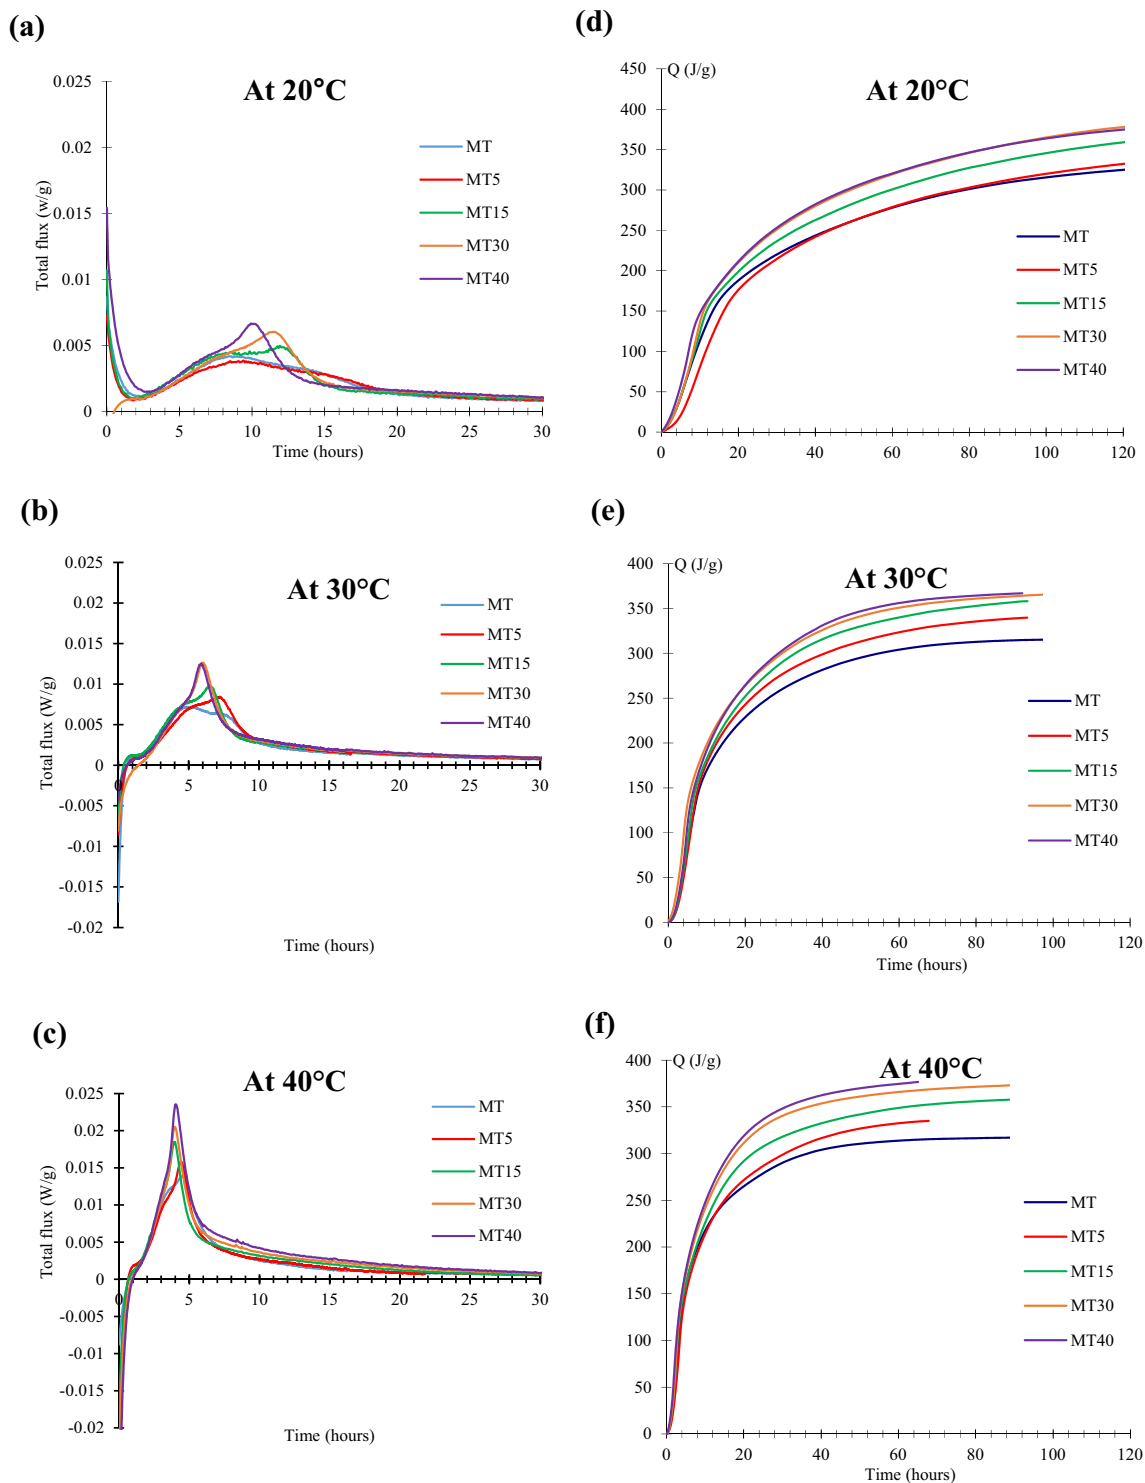 (a)
At 20°C
Total flux (w/g)
0.025
0.02
0.015
0.01
0.005
0
0 5 10 15 20 25 30
Time (hours)
MT
MT5
MT15
MT30
MT40
(d)
Q (J/g)
At 20°C
450
400
350
300
250
200
150
100
50
0
0 20 40 60 80 100 120
MT
MT5
MT15
MT30
MT40
(b)
At 30°C
Total flux (W/g)
0.025
0.02
0.015
0.01
0.005
0
-0.005
-0.01
-0.015
-0.02
0 5 10 15 20 25 30
Time (hours)
MT
MT5
MT15
MT30
MT40
(e)
Q (J/g)
At 30°C
400
350
300
250
200
150
100
50
0
0 20 40 60 80 100 120
Time (hours)
MT
MT5
MT15
MT30
MT40
(c)
At 40°C
Total flux (W/g)
0.025
0.02
0.015
0.01
0.005
0
-0.005
-0.01
-0.015
-0.02
0 5 10 15 20 25 30
Time (hours)
MT
MT5
MT15
MT30
MT40
(f)
Q (J/g)
At 40°C
400
350
300
250
200
150
100
50
0
0 20 40 60 80 100 120
Time (hours)
MT
MT5
MT15
MT30
MT40